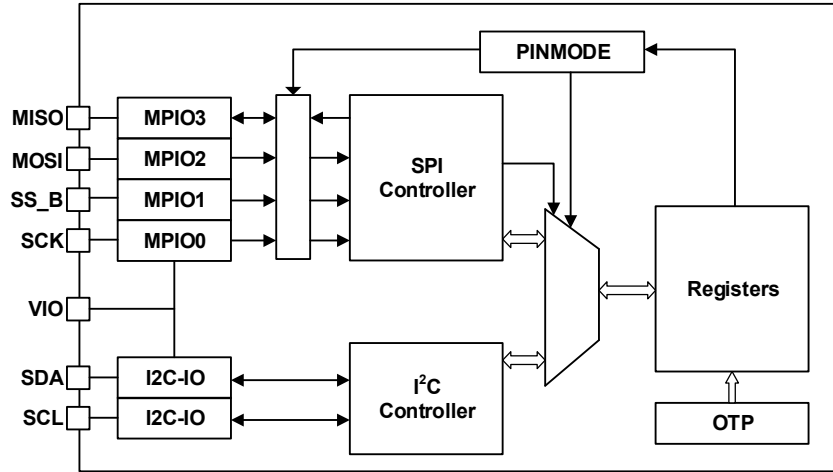 PINMODE
MISO
MPIO3
MOSI
MPIO2
SS_B
MPIO1
SCK
MPIO0
SPI
Controller
VIO
Registers
SDA
I2C-IO
SCL
I2C-IO
I²C
Controller
OTP